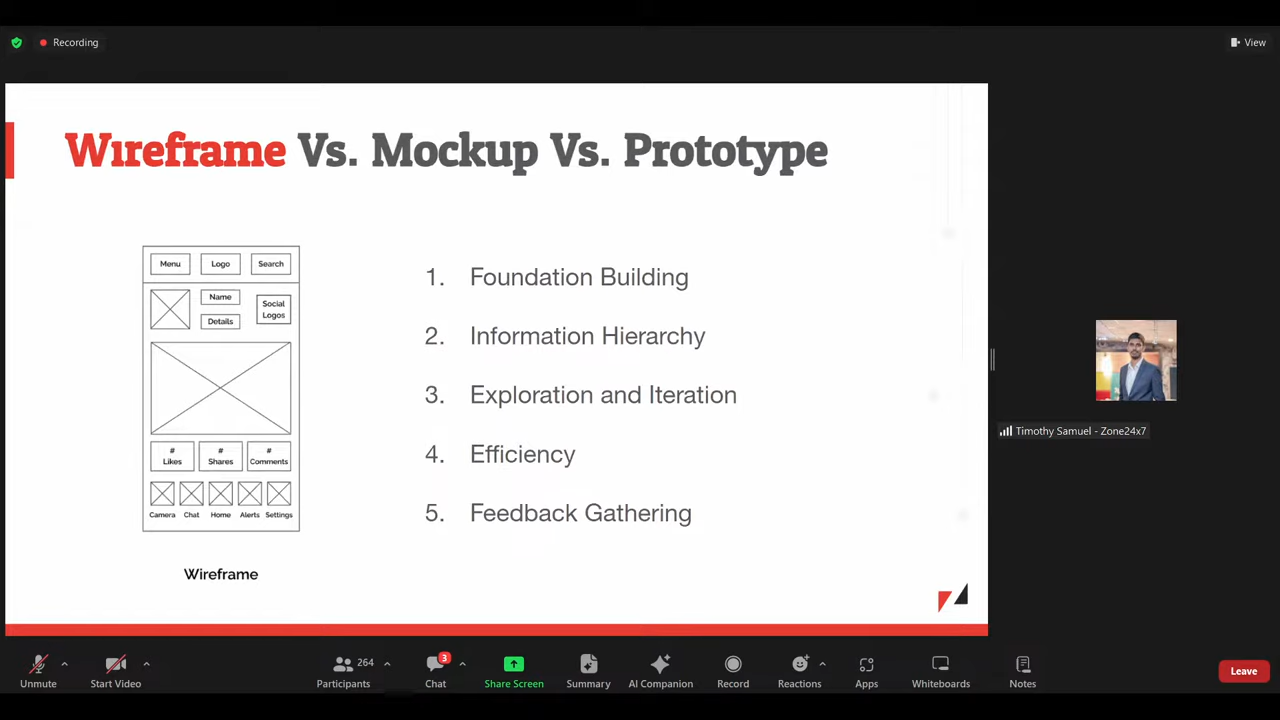 Recording
View
Wireframe Vs. Mockup Vs. Prototype
Menu
Logo
Search
Name
Details
Social
Logos
#
Likes
#
Shares
#
Comments
Camera
Chat
Home
Alerts
Settings
Wireframe
1. Foundation Building
2. Information Hierarchy
3. Exploration and Iteration
4. Efficiency
5. Feedback Gathering
Timothy Samuel - Zone24x7
Unmute
Start Video
264
Participants
3
Chat
Share Screen
Summary
AI Companion
Record
Reactions
Apps
Whiteboards
Notes
Leave